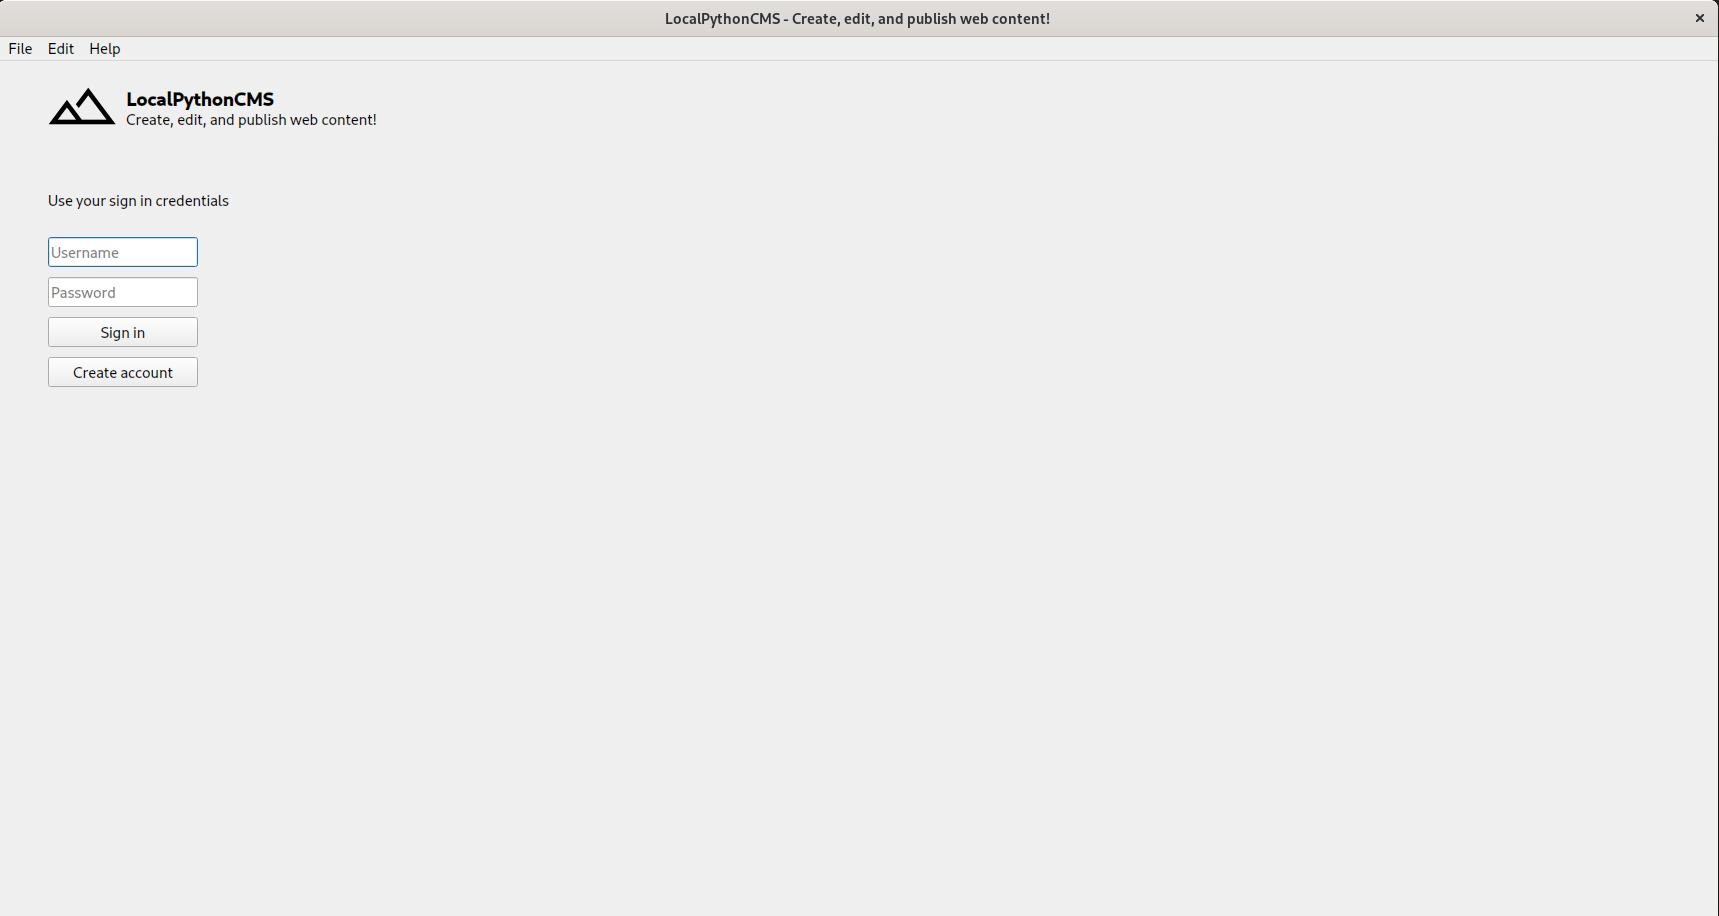 LocalPythonCMS - Create, edit, and publish web content!
File Edit Help
LocalPythonCMS
Create, edit, and publish web content!
Use your sign in credentials
Username
Password
Sign in
Create account